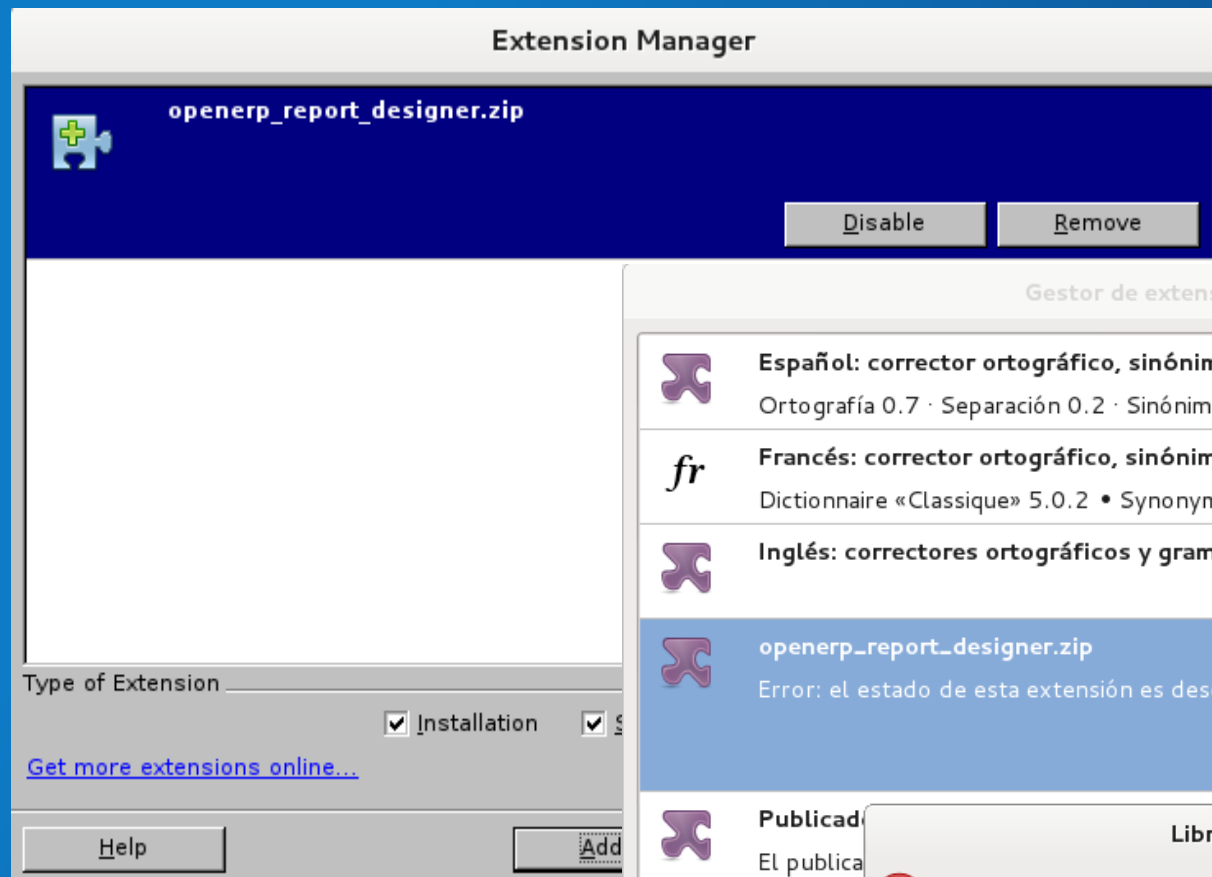 Extension Manager
openerp_report_designer.zip
Disable
Remove
Gestor de extens
Español: corrector ortográfico, sinónim
Ortografía 0.7 · Separación 0.2 · Sinónim
fr
Francés: corrector ortográfico, sinónim
Dictionnaire «Classique» 5.0.2 • Synonym
Inglés: correctores ortográficos y gram
openerp_report_designer.zip
Error: el estado de esta extensión es des
Type of Extension
Installation
Get more extensions online...
Publicad
El publica
Libr
Help
Add